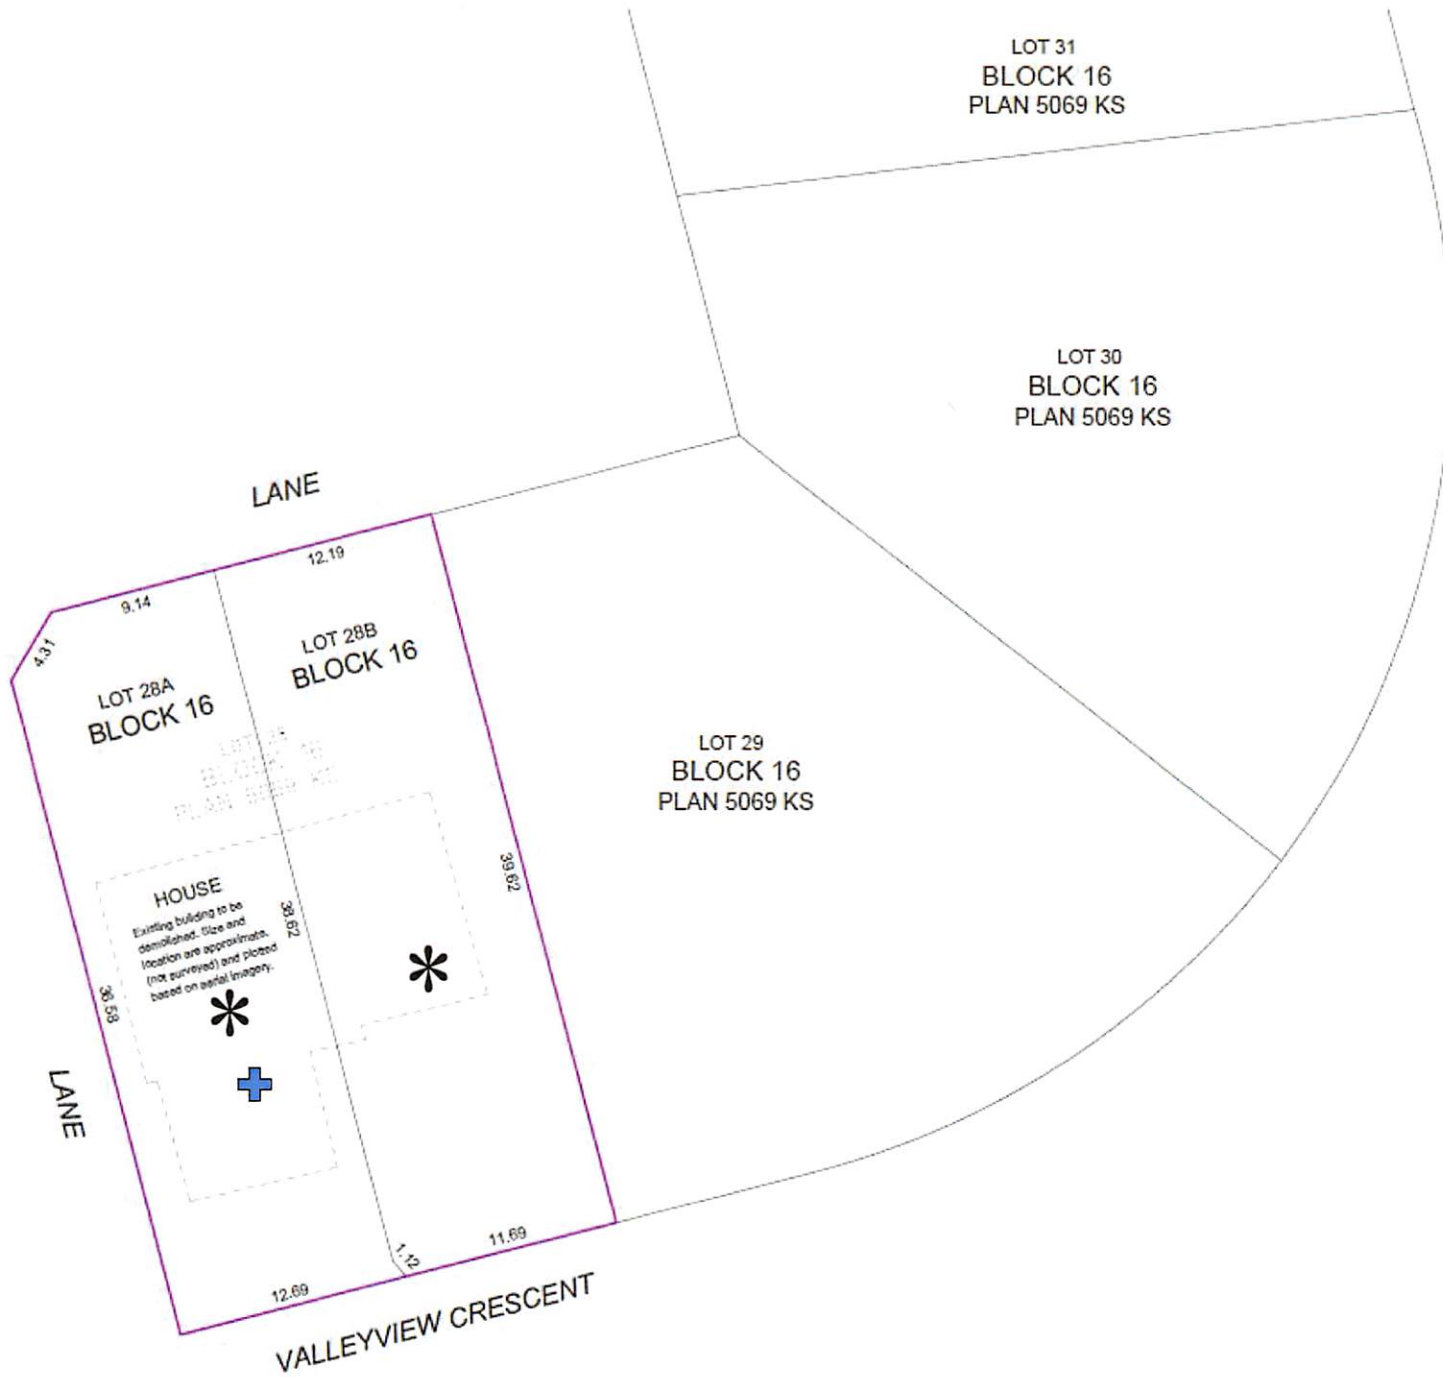 LOT 31
BLOCK 16
PLAN 5069 KS
LOT 30
BLOCK 16
PLAN 5069 KS
LANE
12.19
9.14
4.31
LOT 28B
BLOCK 16
LOT 28A
BLOCK 16
PLAN 5069 KS
LOT 29
BLOCK 16
PLAN 5069 KS
39.62
HOUSE
Existing building to be
demolished. Size and
location are approximate,
(not surveyed) and plotted
based on aerial imagery.
38.62
36.58
LANE
1.12
11.69
12.69
VALLEYVIEW CRESCENT